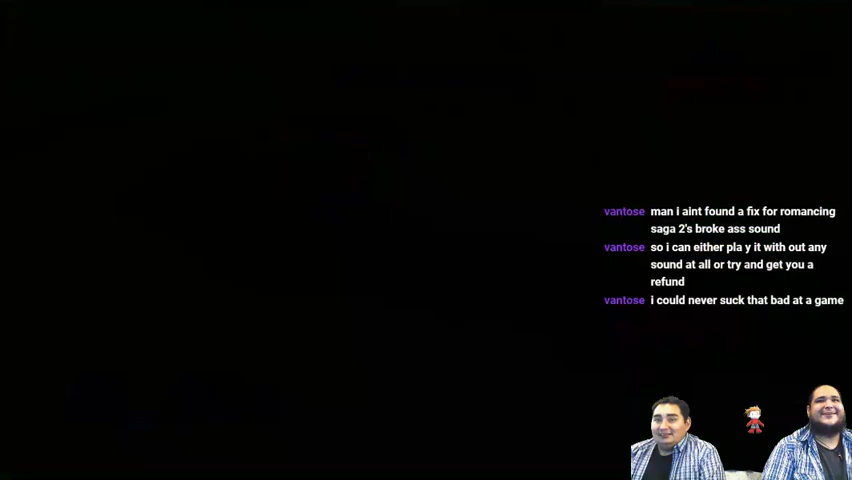 vantose man i aint found a fix for romancing
saga 2's broke ass sound
vantose so i can either pla y it with out any
sound at all or try and get you a
refund
vantose i could never suck that bad at a game